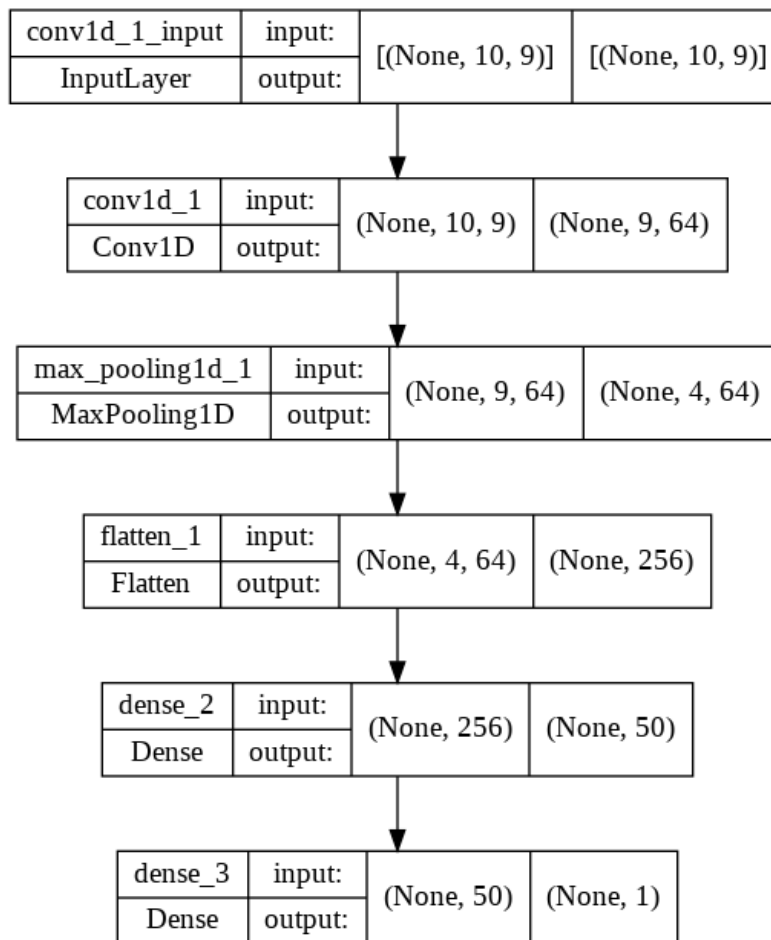 conv1d_1_input input: [(None, 10, 9)] [(None, 10, 9)]
InputLayer output:
conv1d_1 input: (None, 10, 9) (None, 9, 64)
Conv1D output:
max_pooling1d_1 input: (None, 9, 64) (None, 4, 64)
MaxPooling1D output:
flatten_1 input: (None, 4, 64) (None, 256)
Flatten output:
dense_2 input: (None, 256) (None, 50)
Dense output:
dense_3 input: (None, 50) (None, 1)
Dense output: